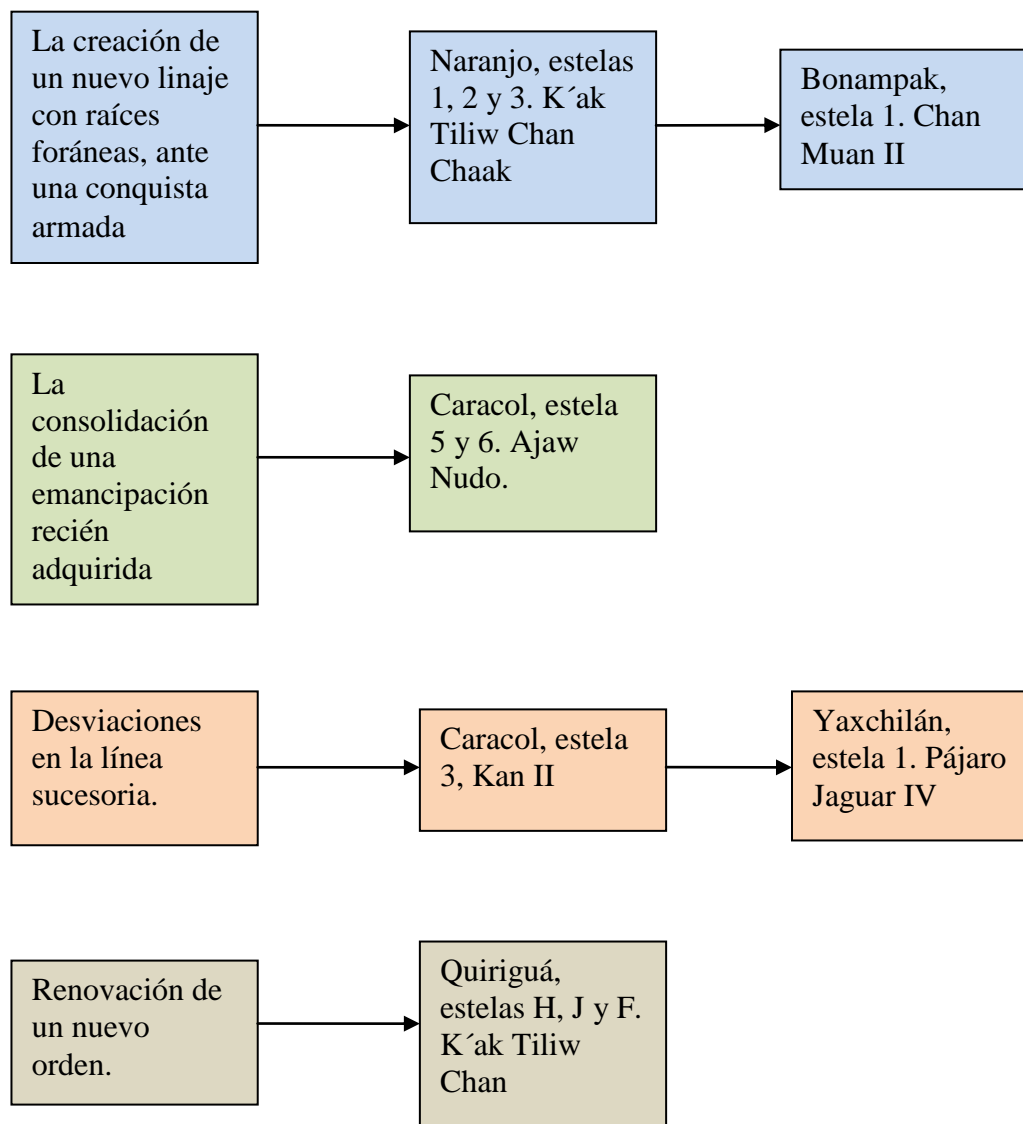 La creación de
un nuevo linaje
con raíces
foráneas, ante
una conquista
armada
Naranjo, estelas
1, 2 y 3. K´ak
Tiliw Chan
Chaak
Bonampak,
estela 1. Chan
Muan II
La
consolidación
de una
emancipación
recién
adquirida
Caracol, estela
5 y 6. Ajaw
Nudo.
Desviaciones
en la línea
sucesoria.
Caracol, estela
3, Kan II
Yaxchilán,
estela 1. Pájaro
Jaguar IV
Renovación de
un nuevo
orden.
Quiriguá,
estelas H, J y F.
K´ak Tiliw
Chan